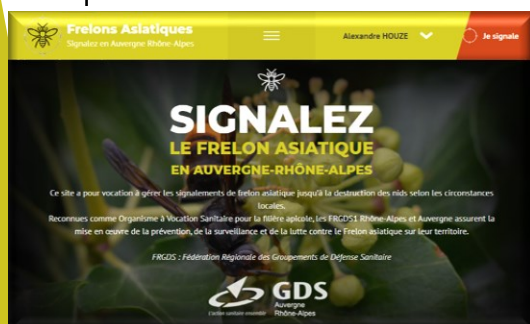 Frelons Asiatiques
Signalez en Auvergne Rhône-Alpes
Alexandre HOUZE
Je signale
SIGNALEZ
LE FRELON ASIATIQUE
EN AUVERGNE-RHÔNE-ALPES
Ce site a pour vocation à gérer les signalements de frelon asiatique jusqu'à la destruction des nids selon les circonstances
locales.
Reconnues comme Organisme à Vocation Sanitaire pour la filière apicole, les FRGDS1 Rhône-Alpes et Auvergne assurent la
mise en œuvre de la prévention, de la surveillance et de la lutte contre le Frelon asiatique sur leur territoire.
FRGDS : Fédération Régionale des Groupements de Défense Sanitaire
GDS
Auvergne
Rhône-Alpes
L'action sanitaire ensemble